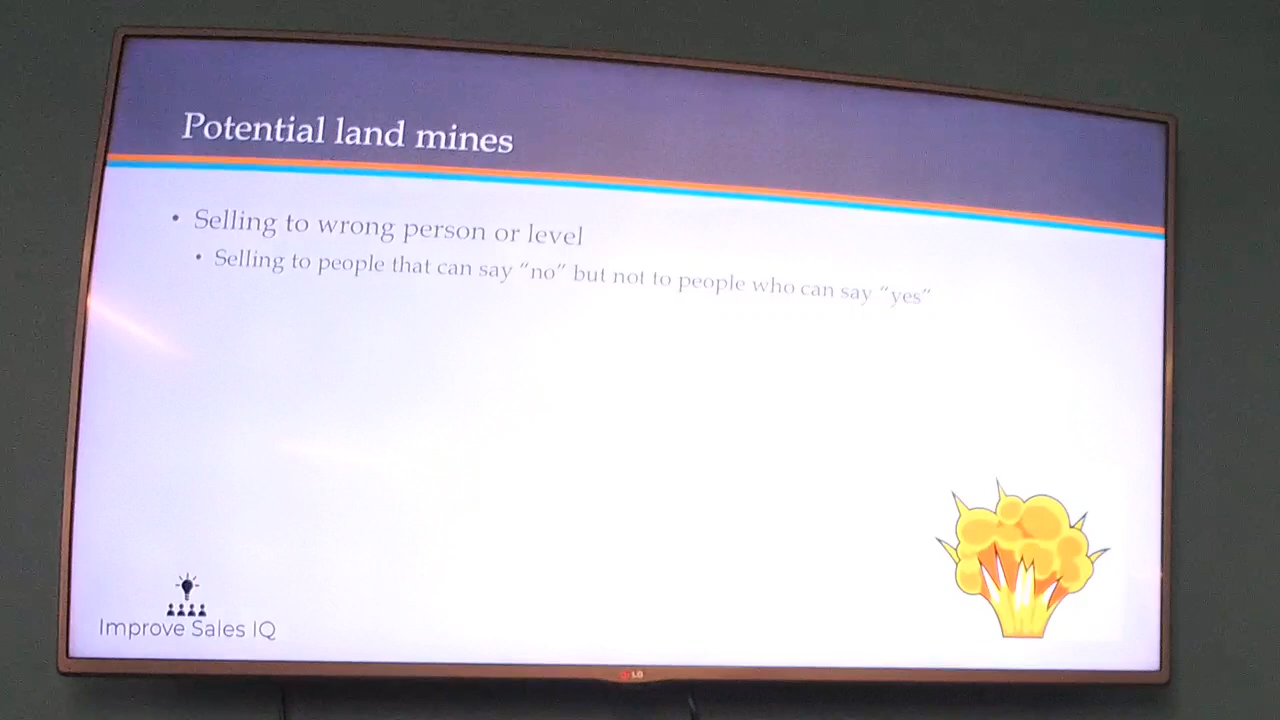 Potential land mines
• Selling to wrong person or level
• Selling to people that can say “no” but not to people who can say “yes”
Improve Sales IQ
LG